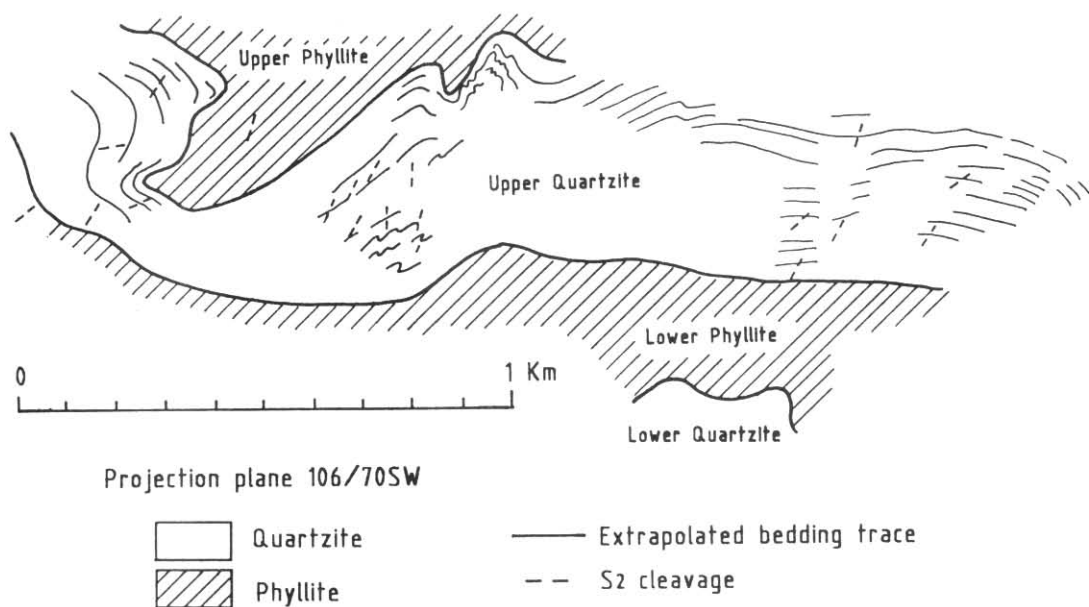 Upper Phyllite
Upper Quartzite
Lower Phyllite
0 1 Km
Lower Quartzite
Projection plane 106/70SW
Quartzite
Extrapolated bedding trace
Phyllite
S2 cleavage